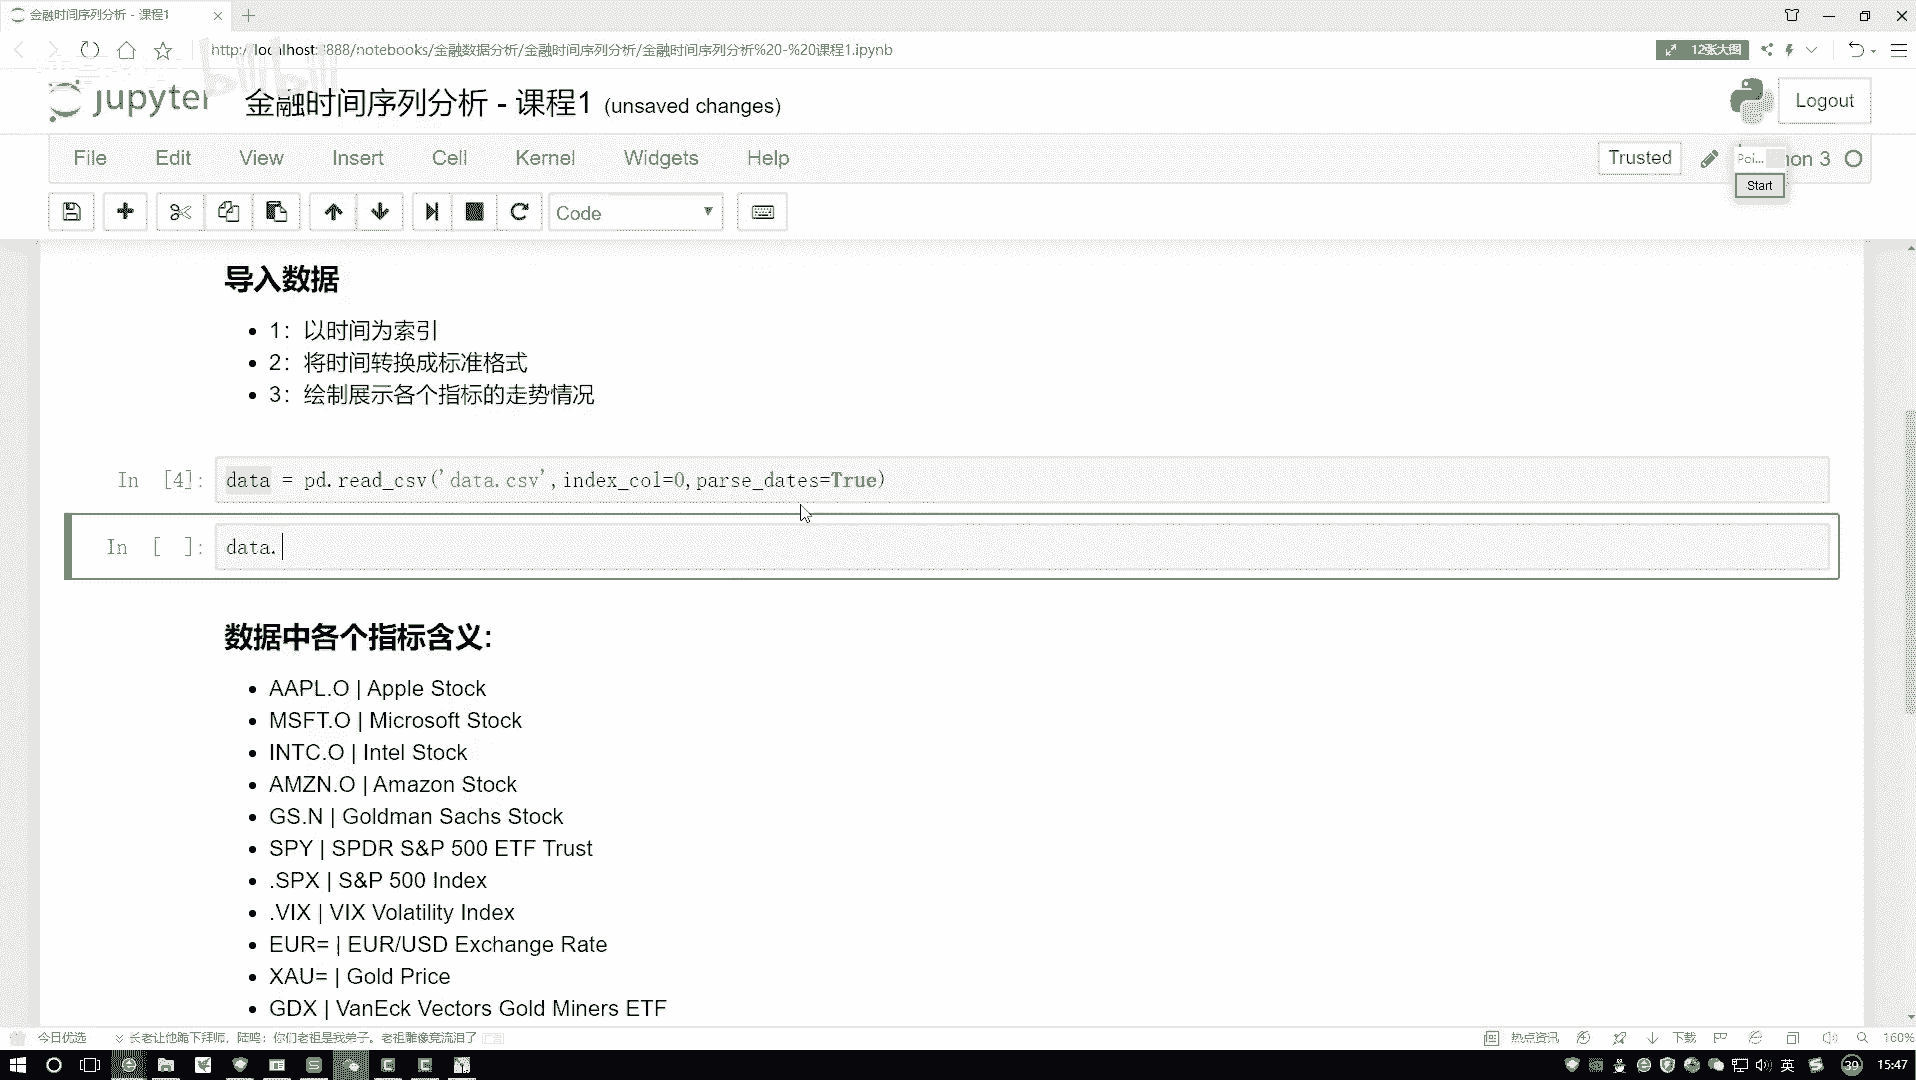 金融时间序列分析 - 课程1
http://localhost:8888/notebooks/金融数据分析/金融时间序列分析/金融时间序列分析%20-%20课程1.ipynb
12张大图
bilibili
jupyter
金融时间序列分析 - 课程1 (unsaved changes)
Logout
File Edit View Insert Cell Kernel Widgets Help
Trusted
Poi...
hon 3
Start
Code
导入数据
• 1：以时间为索引
• 2：将时间转换成标准格式
• 3：绘制展示各个指标的走势情况
In [4]: data = pd.read_csv('data.csv',index_col=0,parse_dates=True)
In [ ]: data.
数据中各个指标含义:
• AAPL.O | Apple Stock
• MSFT.O | Microsoft Stock
• INTC.O | Intel Stock
• AMZN.O | Amazon Stock
• GS.N | Goldman Sachs Stock
• SPY | SPDR S&P 500 ETF Trust
• .SPX | S&P 500 Index
• .VIX | VIX Volatility Index
• EUR= | EUR/USD Exchange Rate
• XAU= | Gold Price
• GDX | VanEck Vectors Gold Miners ETF
今日优选
长老让他跪下拜师，陆鸣：你们老祖是我弟子。老祖雕像竟流泪了
热点资讯
下载
160%
英
39
15:47